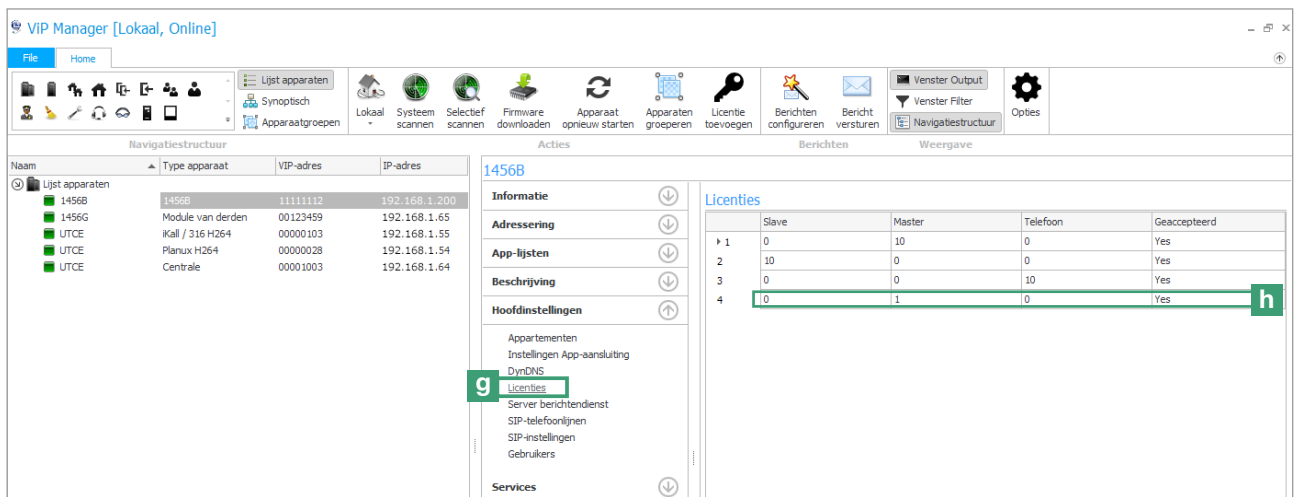 ViP Manager [Lokaal, Online]
File Home
Lijst apparaten
Synoptisch
Apparaatgroepen
Lokaal
Systeem scannen
Selectief scannen
Firmware downloaden
Apparaat opnieuw starten
Apparaten groeperen
Licentie toevoegen
Berichten configureren
Bericht versturen
Venster Output
Venster Filter
Navigatiestructuur
Opties
Navigatiestructuur Acties Berichten Weergave
Naam Type apparaat VIP-adres IP-adres
Lijst apparaten
1456B 1456B 11111112 192.168.1.200
1456G Module van derden 00123459 192.168.1.65
UTCE iKall / 316 H264 00000103 192.168.1.55
UTCE Planux H264 00000028 192.168.1.54
UTCE Centrale 00001003 192.168.1.64
1456B
Informatie
Adressering
App-lijsten
Beschrijving
Hoofdinstellingen
Appartementen
Instellingen App-aansluiting
DynDNS
g Licenties
Server berichtendienst
SIP-telefoonlijnen
SIP-instellingen
Gebruikers
Services
Licenties
Slave Master Telefoon Geaccepteerd
1 0 10 0 Yes
2 10 0 0 Yes
3 0 0 10 Yes
4 0 1 0 Yes h